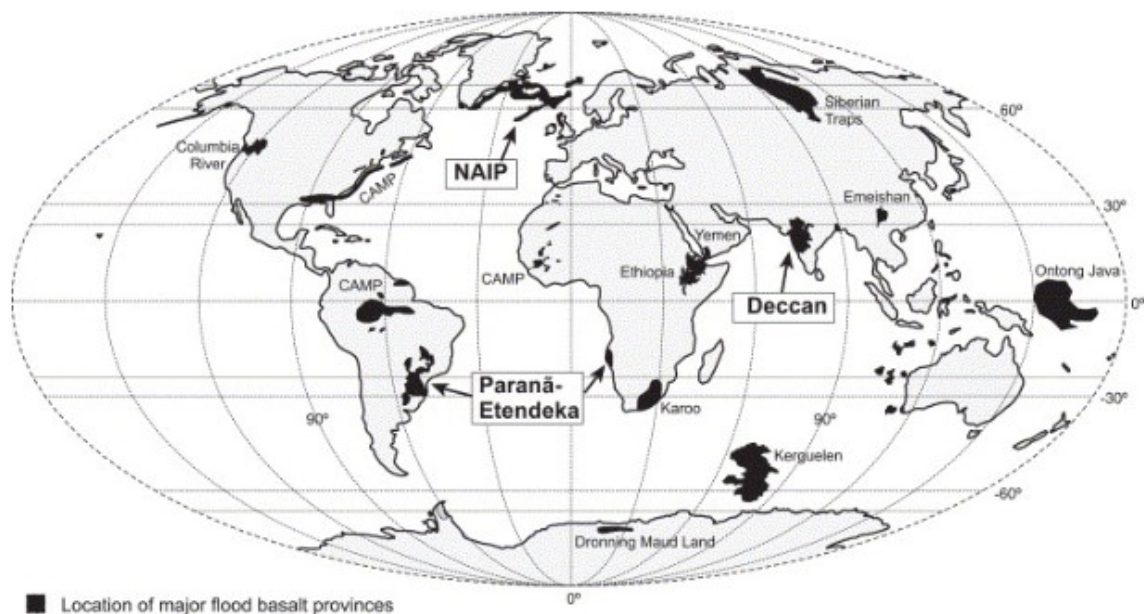 Siberian
Traps
60º
Columbia
River
NAIP
CAMP
30º
Emeishan
Yemen
Ethiopia
CAMP
Ontong Java
CAMP
Deccan
0º
Paranã-
Etendeka
Karoo
-30º
90º
90º
Kerguelen
-60º
Dronning Maud Land
0º
Location of major flood basalt provinces